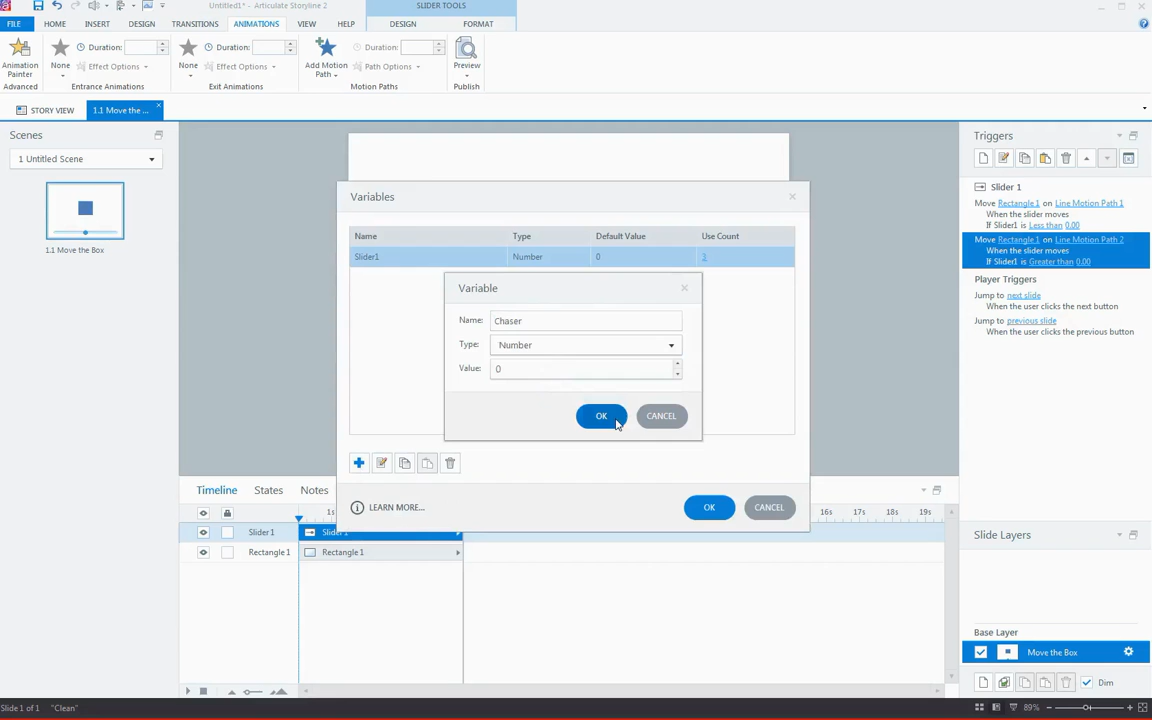 Untitled1* - Articulate Storyline 2
SLIDER TOOLS
FILE HOME INSERT DESIGN TRANSITIONS ANIMATIONS VIEW HELP DESIGN FORMAT
Animation Painter
None
Duration:
Effect Options
None
Duration:
Effect Options
Add Motion Path
Duration:
Path Options
Preview
Advanced
Entrance Animations
Exit Animations
Motion Paths
Publish
STORY VIEW
1.1 Move the ...
Scenes
1 Untitled Scene
1.1 Move the Box
Variables
Name Type Default Value Use Count
Slider1 Number 0 3
Variable
Name: Chaser
Type: Number
Value: 0
OK CANCEL
LEARN MORE...
OK CANCEL
Triggers
Slider 1
Move Rectangle 1 on Line Motion Path 1
When the slider moves
If Slider1 is Less than 0.00
Move Rectangle 1 on Line Motion Path 2
When the slider moves
If Slider1 is Greater than 0.00
Player Triggers
Jump to next slide
When the user clicks the next button
Jump to previous slide
When the user clicks the previous button
Timeline States Notes
1s 16s 17s 18s 19s
Slider 1 Slider 1
Rectangle 1 Rectangle 1
Slide Layers
Base Layer
Move the Box
Dim
Slide 1 of 1 "Clean"
89%